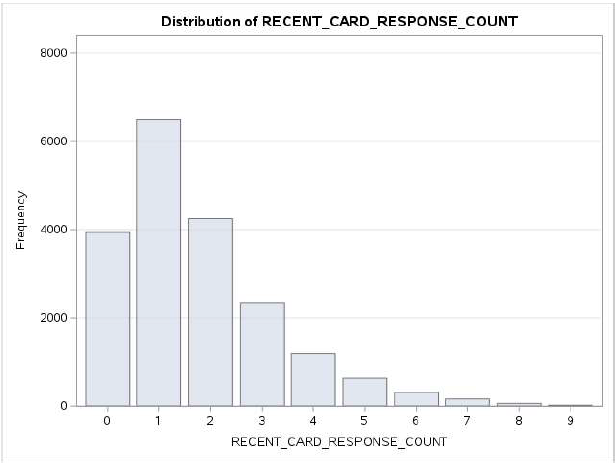 Distribution of RECENT_CARD_RESPONSE_COUNT
8000
6000
4000
2000
0
Frequency
0 1 2 3 4 5 6 7 8 9
RECENT_CARD_RESPONSE_COUNT